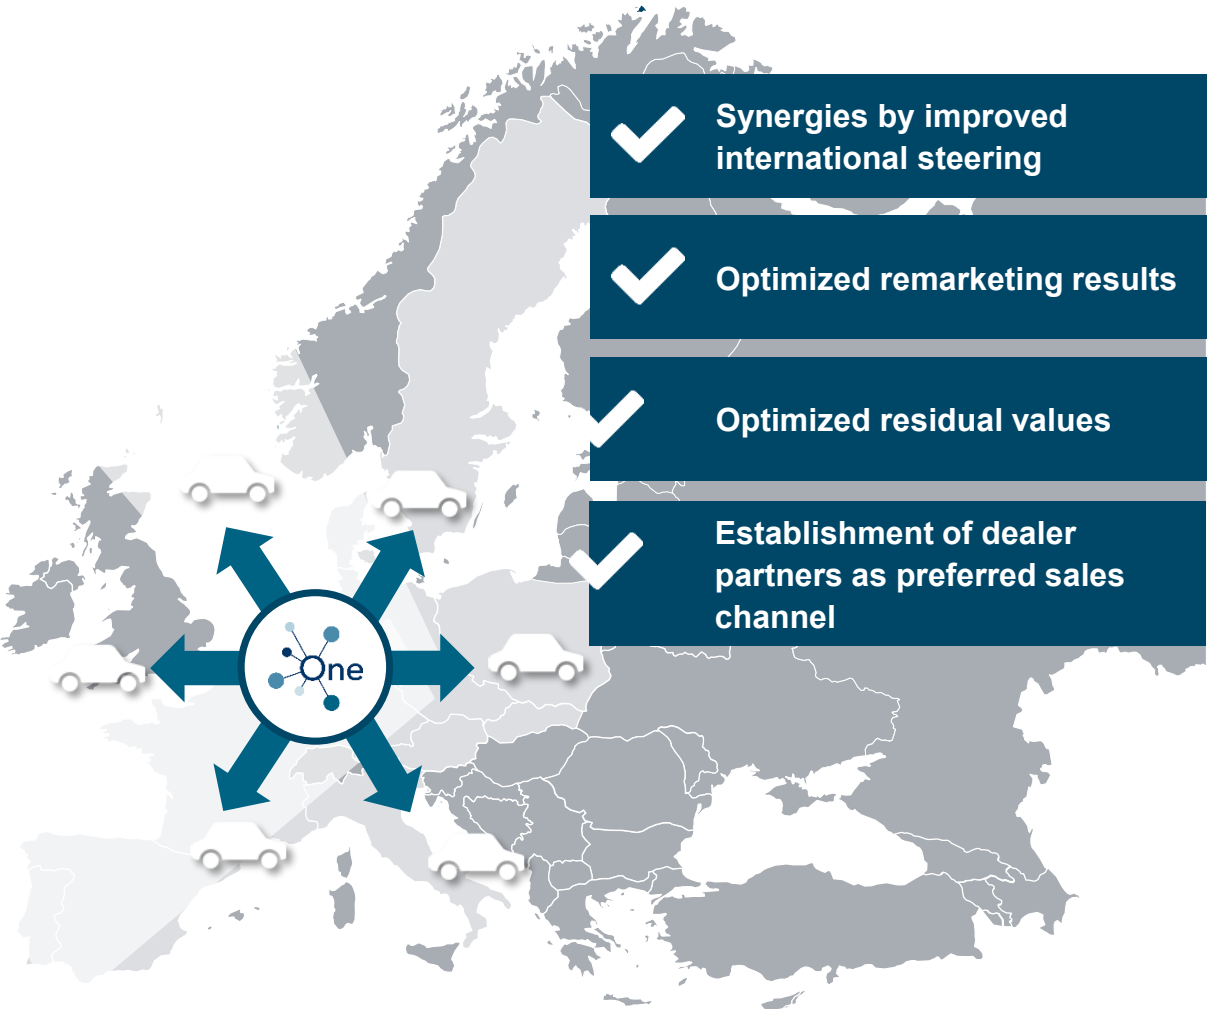 Synergies by improved
international steering
Optimized remarketing results
Optimized residual values
Establishment of dealer
partners as preferred sales
channel
One